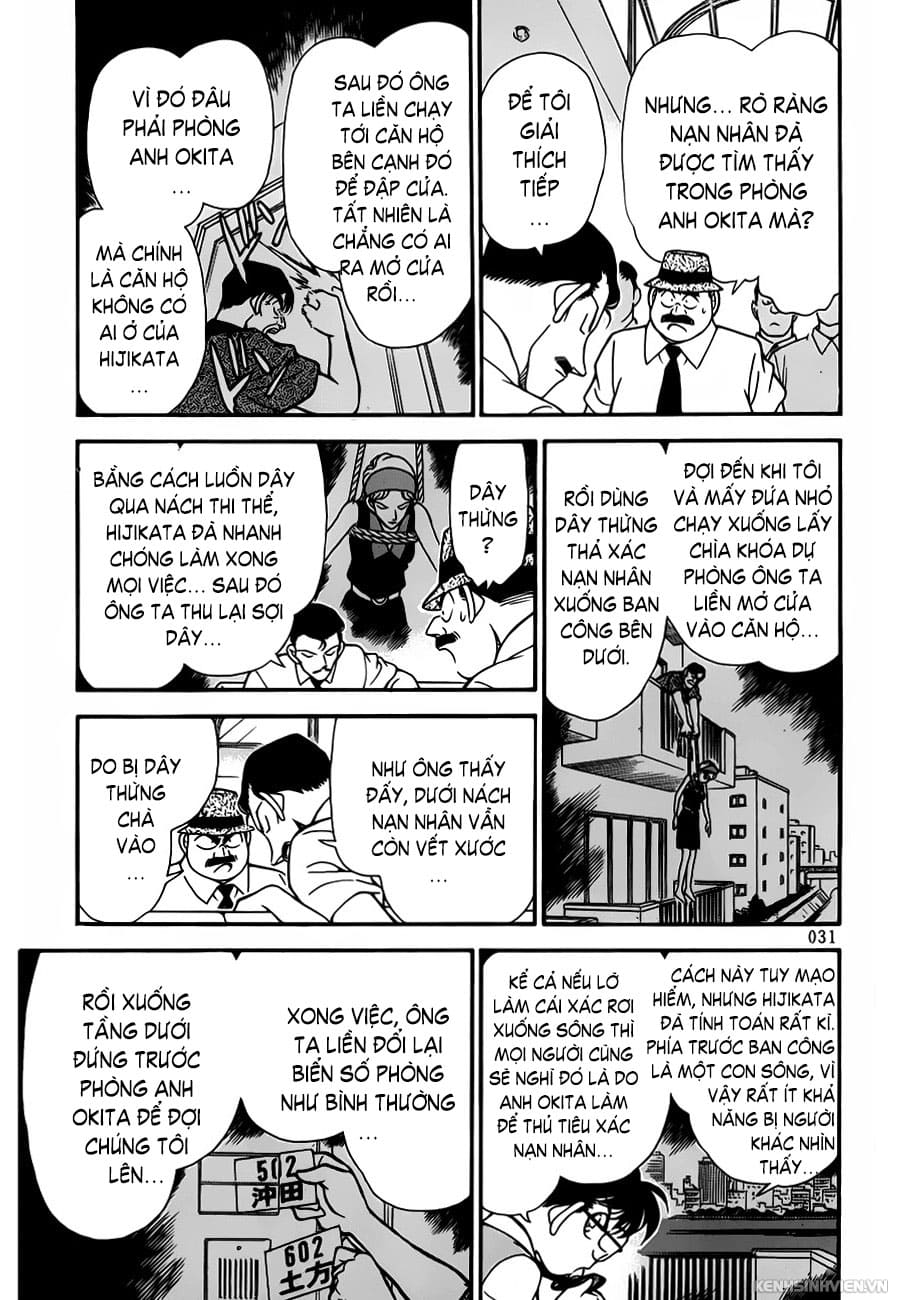 NHƯNG... RÕ RÀNG
NẠN NHÂN ĐÃ
ĐƯỢC TÌM THẤY
TRONG PHÒNG
ANH OKITA MÀ?
ĐỂ TÔI
GIẢI
THÍCH
TIẾP
...
SAU ĐÓ ÔNG
TA LIỀN CHẠY
TỚI CĂN HỘ
BÊN CẠNH ĐÓ
ĐỂ ĐẬP CỬA.
TẤT NHIÊN LÀ
CHẲNG CÓ AI
RA MỞ CỬA
RỒI...
VÌ ĐÓ ĐÂU
PHẢI PHÒNG
ANH OKITA
...
MÀ CHÍNH
LÀ CĂN HỘ
KHÔNG CÓ
AI Ở CỦA
HIJIKATA
...
ĐỢI ĐẾN KHI TÔI
VÀ MẤY ĐỨA NHỎ
CHẠY XUỐNG LẤY
CHÌA KHÓA DỰ
PHÒNG ÔNG TA
LIỀN MỞ CỬA
VÀO CĂN HỘ...
RỒI DÙNG
DÂY THỪNG
THẢ XÁC
NẠN NHÂN
XUỐNG BAN
CÔNG BÊN
DƯỚI.
DÂY
THỪNG
?
BẰNG CÁCH LUỒN DÂY
QUA NÁCH THI THỂ,
HIJIKATA ĐÃ NHANH
CHÓNG LÀM XONG
MỌI VIỆC... SAU ĐÓ
ÔNG TA THU LẠI SỢI
DÂY...
NHƯ ÔNG THẤY
ĐẤY, DƯỚI NÁCH
NẠN NHÂN VẪN
CÒN VẾT XƯỚC
...
DO BỊ DÂY
THỪNG
CHÀ
VÀO
...
031
CÁCH NÀY TUY MẠO
HIỂM, NHƯNG HIJIKATA
ĐÃ TÍNH TOÁN RẤT KĨ.
PHÍA TRƯỚC BAN CÔNG
LÀ MỘT CON SÔNG, VÌ
VẬY RẤT ÍT KHẢ
NĂNG BỊ NGƯỜI
KHÁC NHÌN
THẤY...
KỂ CẢ NẾU LỠ
LÀM CÁI XÁC RƠI
XUỐNG SÔNG THÌ
MỌI NGƯỜI CŨNG
SẼ NGHĨ ĐÓ LÀ DO
ANH OKITA LÀM
ĐỂ THỦ TIÊU XÁC
NẠN NHÂN...
XONG VIỆC, ÔNG
TA LIỀN ĐỔI LẠI
BIỂN SỐ PHÒNG
NHƯ BÌNH THƯỜNG
...
RỒI XUỐNG
TẦNG DƯỚI
ĐỨNG TRƯỚC
PHÒNG ANH
OKITA ĐỂ ĐỢI
CHÚNG TÔI
LÊN...
502
沖田
602
土方
KENHSINHVIEN.VN